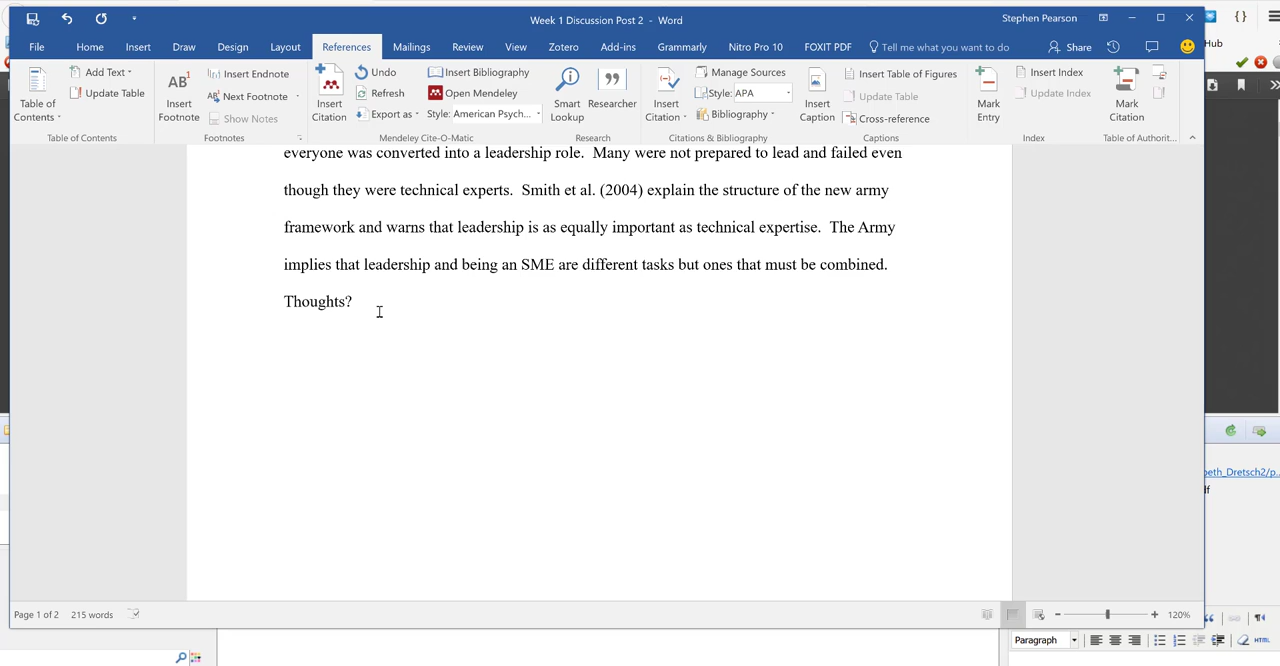 Week 1 Discussion Post 2 - Word
Stephen Pearson
File Home Insert Draw Design Layout References Mailings Review View Zotero Add-ins Grammarly Nitro Pro 10 FOXIT PDF Tell me what you want to do Share
Hub
Table of Contents
Add Text
Update Table
Table of Contents
AB1
Insert Footnote
Insert Endnote
Next Footnote
Show Notes
Footnotes
Insert Citation
Undo
Refresh
Export as
Insert Bibliography
Open Mendeley
Style: American Psych...
Mendeley Cite-O-Matic
Smart Lookup
Researcher
Research
Insert Citation
Manage Sources
Style: APA
Bibliography
Citations & Bibliography
Insert Caption
Insert Table of Figures
Update Table
Cross-reference
Captions
Mark Entry
Insert Index
Update Index
Index
Mark Citation
Table of Authorit...
everyone was converted into a leadership role. Many were not prepared to lead and failed even
though they were technical experts. Smith et al. (2004) explain the structure of the new army
framework and warns that leadership is as equally important as technical expertise. The Army
implies that leadership and being an SME are different tasks but ones that must be combined.
Thoughts?
beth_Dretsch2/p...
df
Page 1 of 2 215 words
120%
Paragraph
HTML